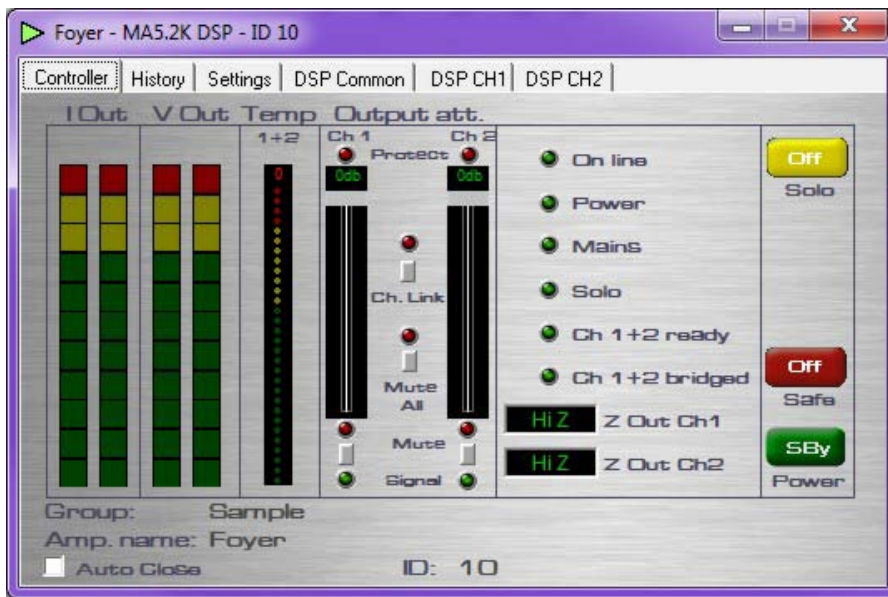 Foyer - MA5.2K DSP - ID 10
Controller History Settings DSP Common DSP CH1 DSP CH2
I Out V Out Temp Output att.
1+2 Ch 1 Ch 2
Protect
0 0db 0db
On line
Off
Solo
Power
Mains
Solo
Ch. Link
Ch 1+2 ready
Mute
All
Ch 1+2 bridged
Off
Safe
Hi Z Z Out Ch1
Mute
Hi Z Z Out Ch2
SBy
Signal
Power
Group: Sample
Amp. name: Foyer
Auto Close ID: 10